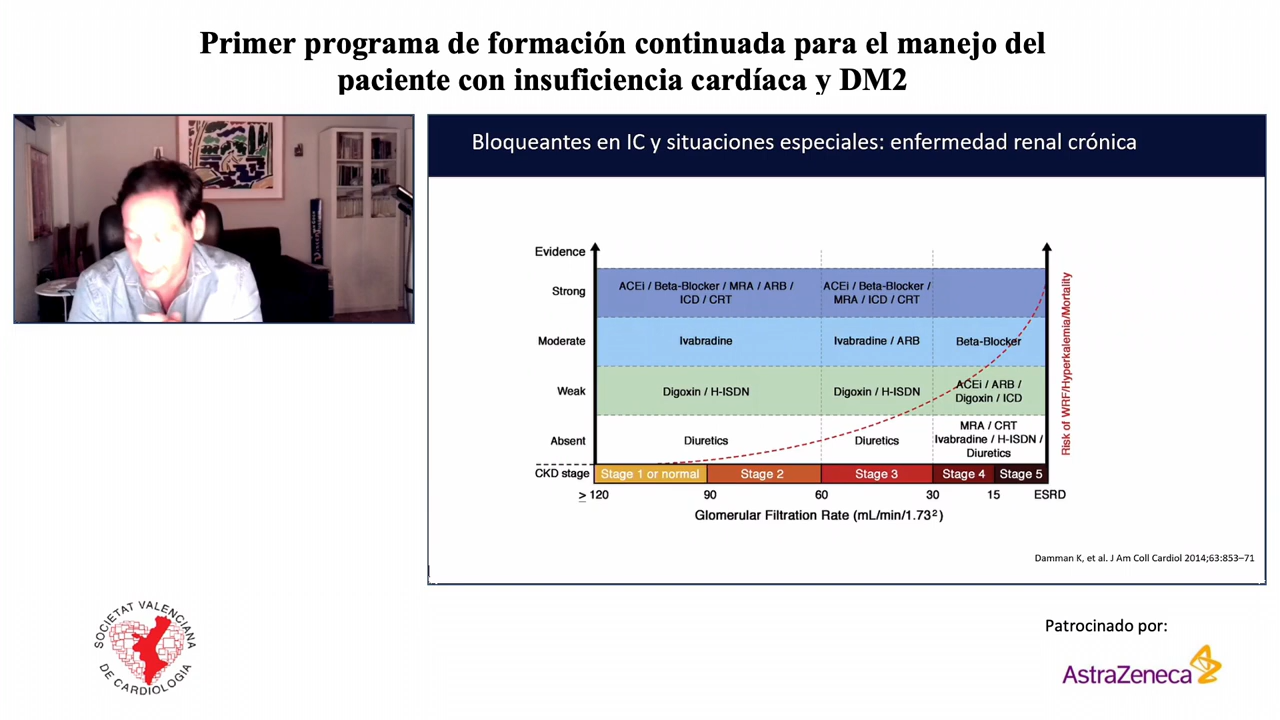 Primer programa de formación continuada para el manejo del
paciente con insuficiencia cardíaca y DM2
Bloqueantes en IC y situaciones especiales: enfermedad renal crónica
Evidence
Strong
ACEi / Beta-Blocker / MRA / ARB /
ICD / CRT
ACEi / Beta-Blocker /
MRA / ICD / CRT
Moderate
Ivabradine
Ivabradine / ARB
Beta-Blocker
Weak
Digoxin / H-ISDN
Digoxin / H-ISDN
ACEi / ARB /
Digoxin / ICD
Absent
Diuretics
Diuretics
MRA / CRT
Ivabradine / H-ISDN /
Diuretics
CKD stage
Stage 1 or normal
Stage 2
Stage 3
Stage 4
Stage 5
≥ 120
90
60
30
15
ESRD
Glomerular Filtration Rate (mL/min/1.73²)
Risk of WRF/Hyperkalemia/Mortality
Damman K, et al. J Am Coll Cardiol 2014;63:853–71
SOCIETAT VALENCIANA
DE CARDIOLOGIA
Patrocinado por:
AstraZeneca